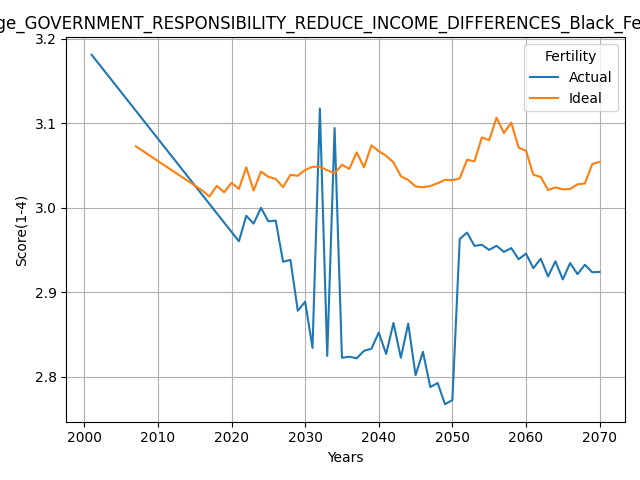 ge_GOVERNMENT_RESPONSIBILITY_REDUCE_INCOME_DIFFERENCES_Black_Fe
3.2
3.1
3.0
2.9
2.8
Score(1-4)
Fertility
Actual
Ideal
2000 2010 2020 2030 2040 2050 2060 2070
Years